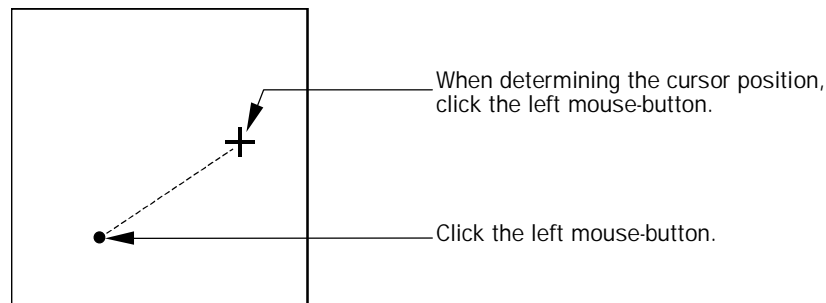 When determining the cursor position,
click the left mouse-button.
Click the left mouse-button.